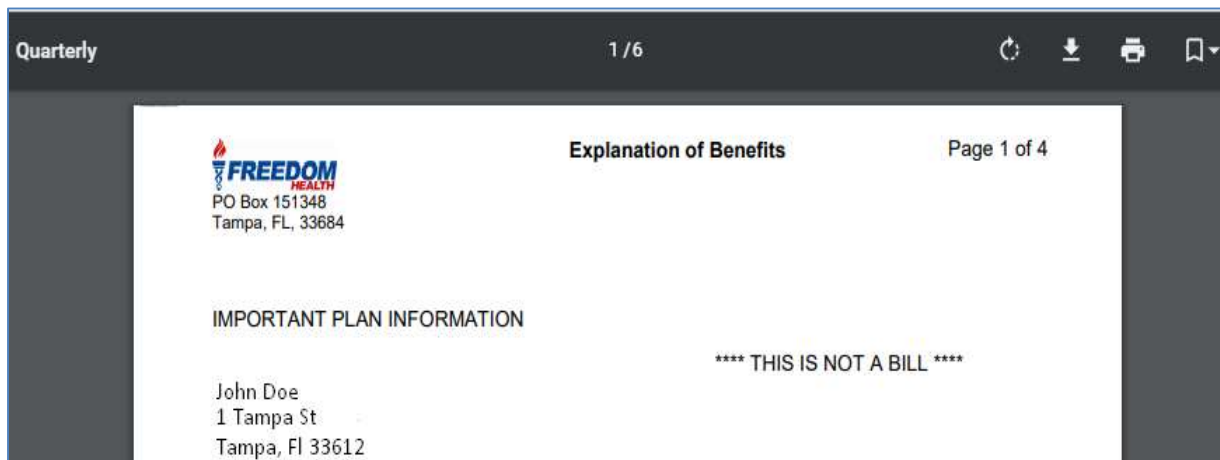 Quarterly
1 / 6
Explanation of Benefits
Page 1 of 4
FREEDOM
HEALTH
PO Box 151348
Tampa, FL, 33684
IMPORTANT PLAN INFORMATION
**** THIS IS NOT A BILL ****
John Doe
1 Tampa St
Tampa, Fl 33612